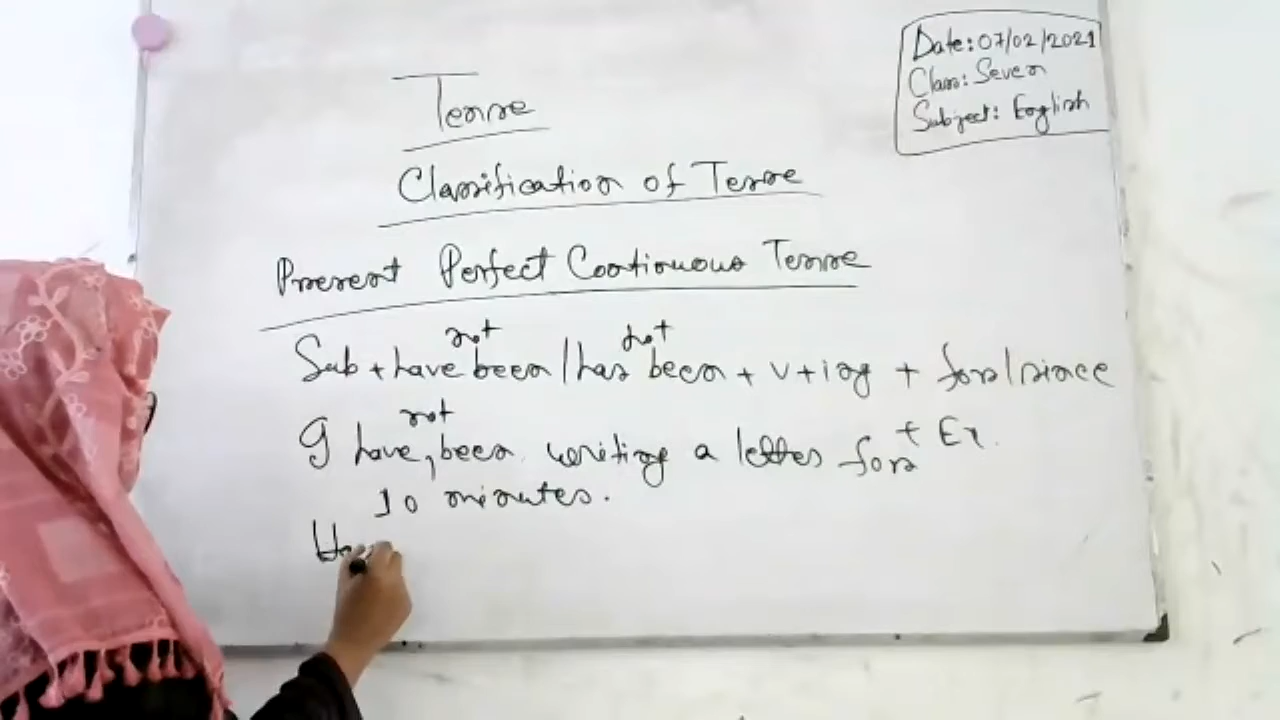 Date: 07/02/2021
Class: Seven
Subject: English
Tense
Classification of Tense
Present Perfect Continuous Tense
not not
Sub + have been / has been + v + ing + for / since
+ Ex.
not
I have, been writing a letter for
10 minutes.